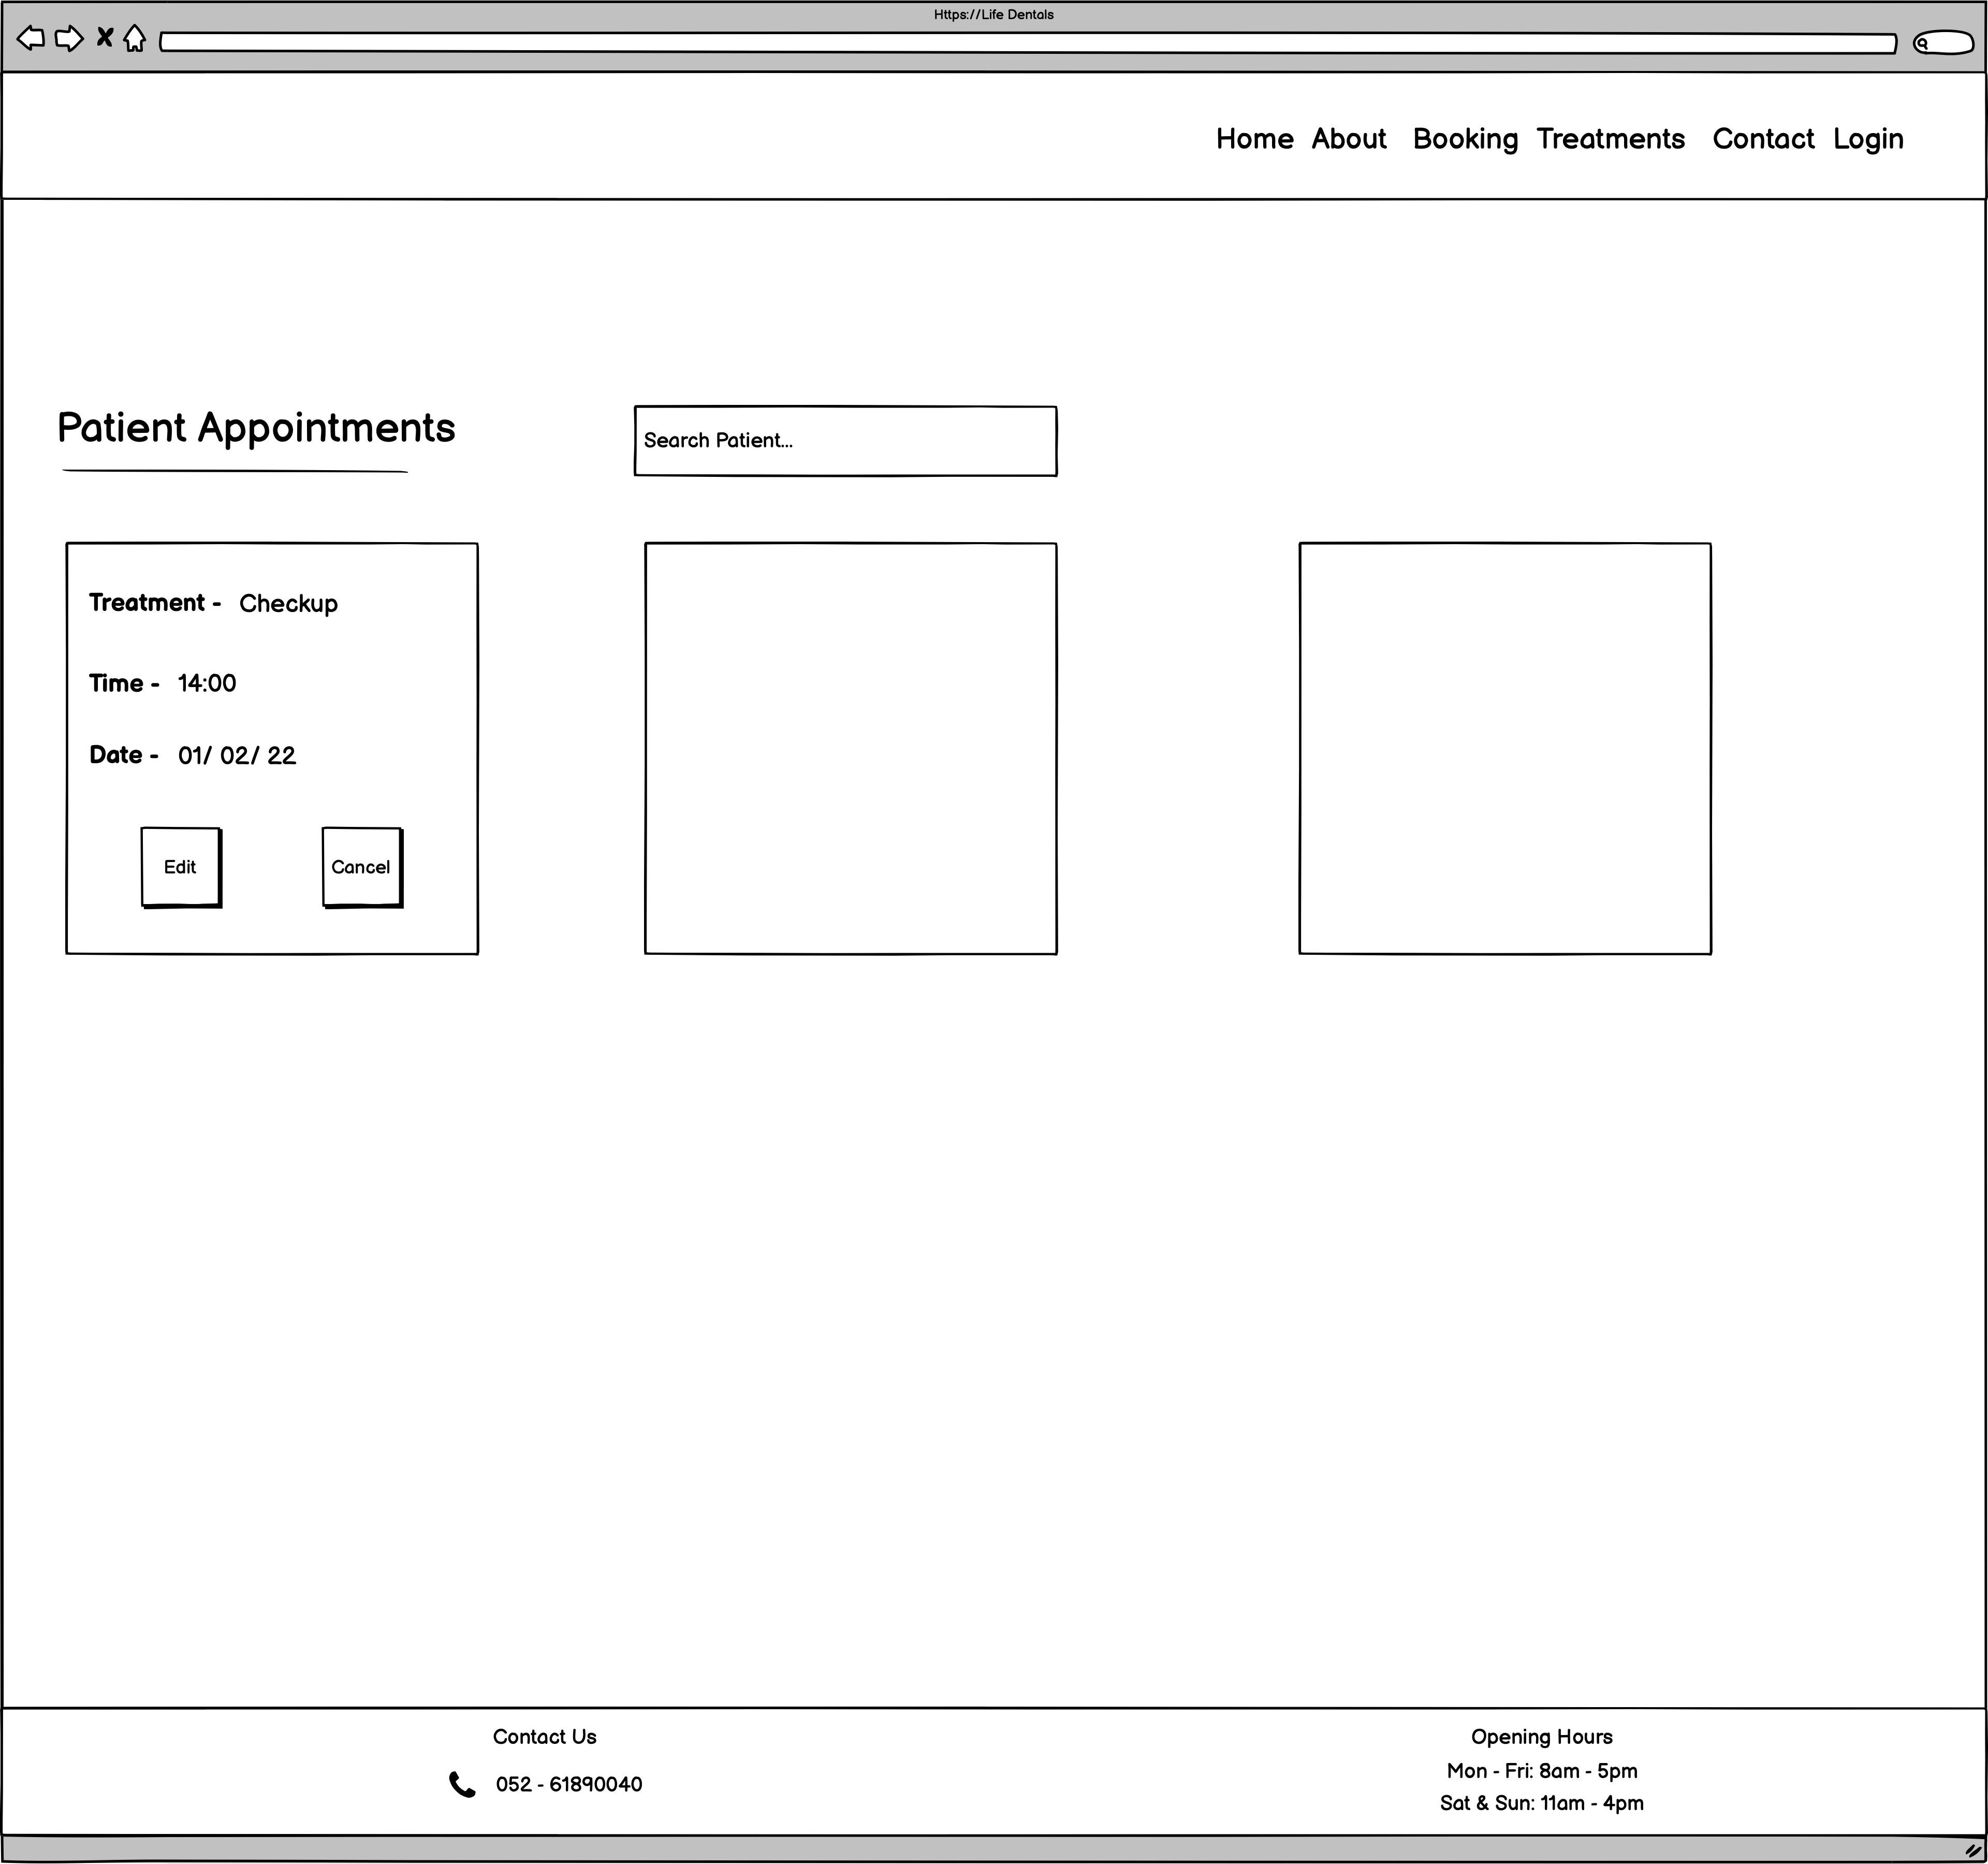 Https://Life Dentals
Home About Booking Treatments Contact Login
Patient Appointments
Search Patient...
Treatment - Checkup
Time - 14:00
Date - 01/ 02/ 22
Edit Cancel
Contact Us
052 - 61890040
Opening Hours
Mon - Fri: 8am - 5pm
Sat & Sun: 11am - 4pm